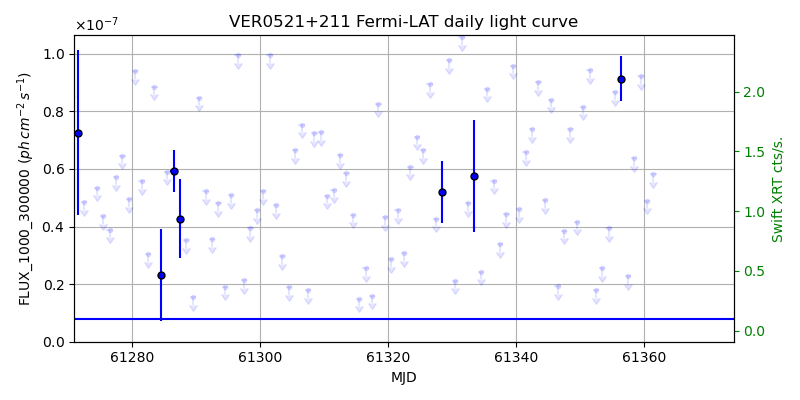 VER0521+211 Fermi-LAT daily light curve
×10⁻⁷
1.0
0.8
0.6
0.4
0.2
0.0
FLUX_1000_300000 (ph cm⁻² s⁻¹)
2.0
1.5
1.0
0.5
0.0
Swift XRT cts/s.
61280 61300 61320 61340 61360
MJD